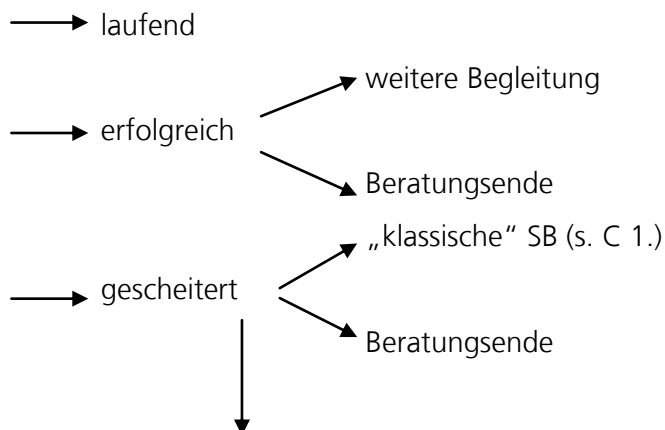 laufend
weitere Begleitung
erfolgreich
Beratungsende
„klassische“ SB (s. C 1.)
gescheitert
Beratungsende